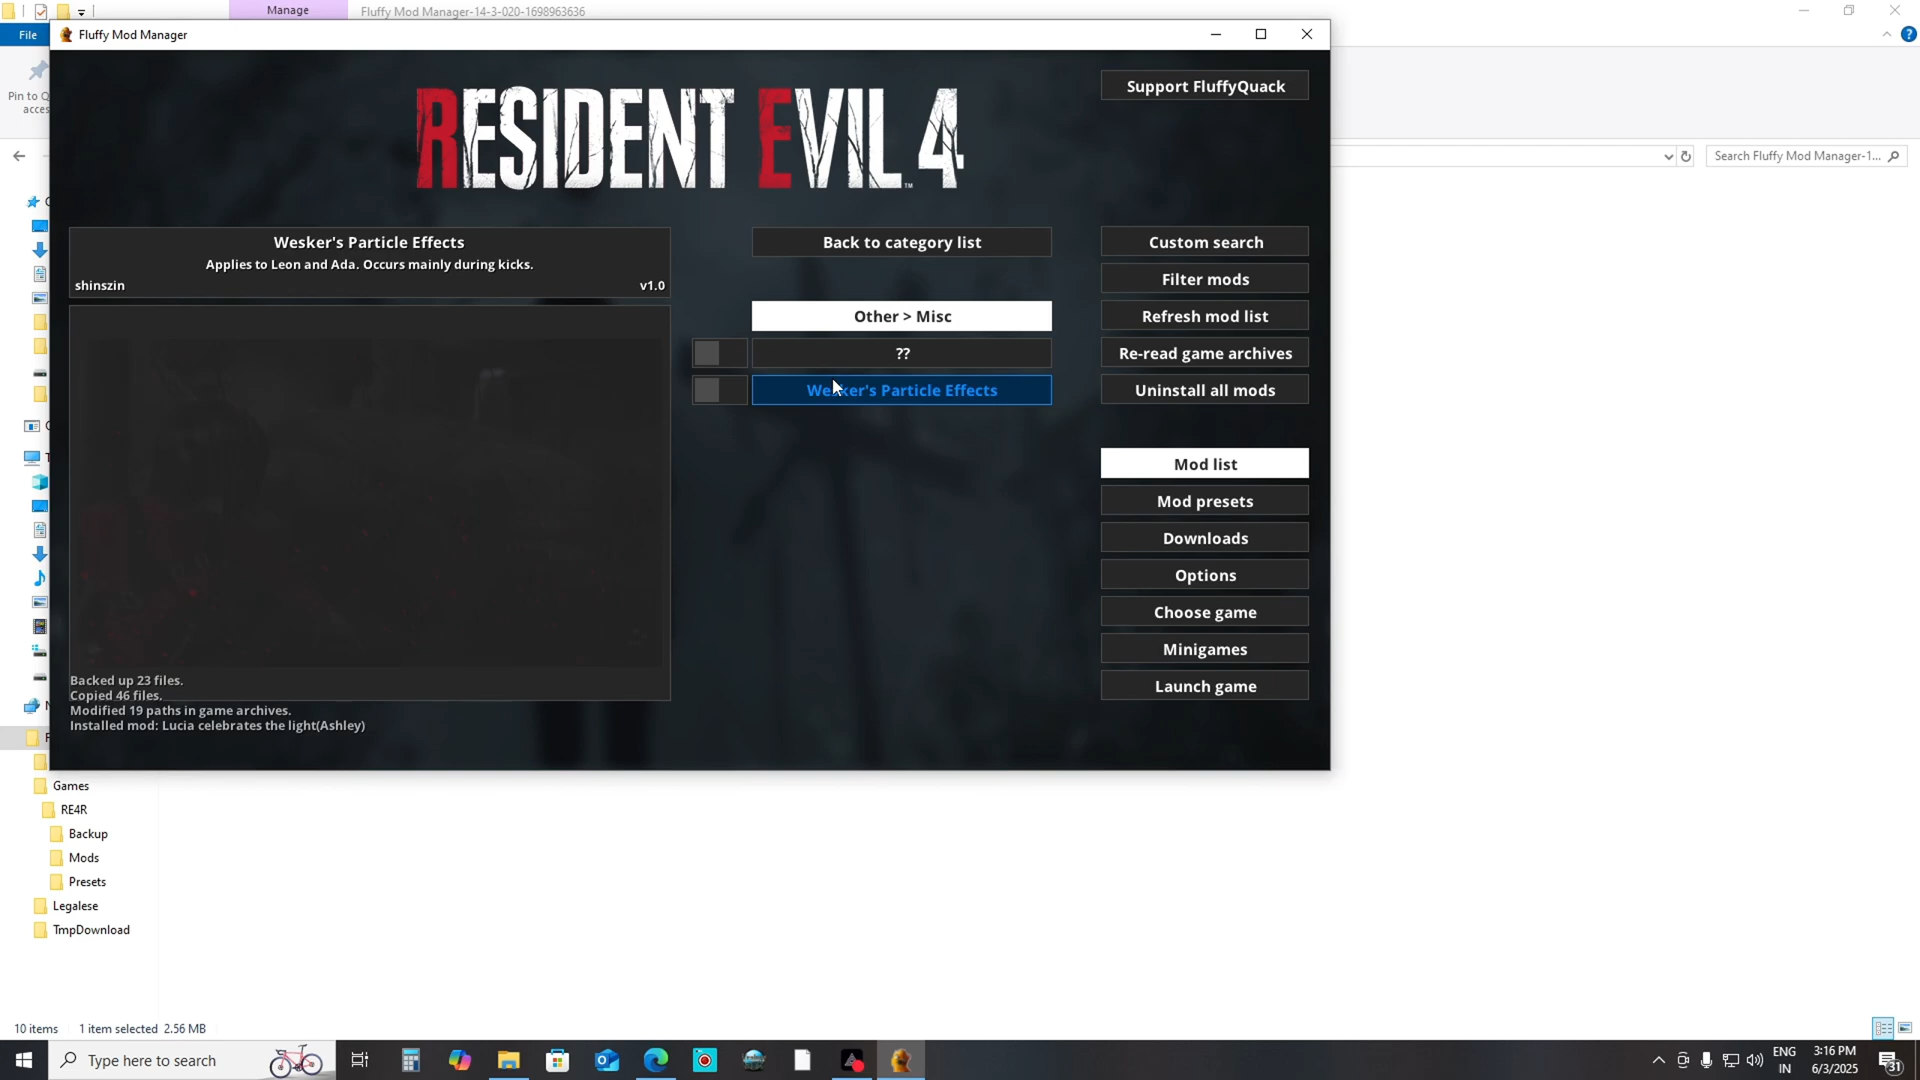 Manage
Fluffy Mod Manager-14-3-020-1698963636
File
Fluffy Mod Manager
Pin to Q
acces
RESIDENT EVIL 4
Support FluffyQuack
Search Fluffy Mod Manager-1...
Wesker's Particle Effects
Applies to Leon and Ada. Occurs mainly during kicks.
shinszin
v1.0
Back to category list
Other > Misc
??
Wesker's Particle Effects
Custom search
Filter mods
Refresh mod list
Re-read game archives
Uninstall all mods
Mod list
Mod presets
Downloads
Options
Choose game
Minigames
Launch game
Backed up 23 files.
Copied 46 files.
Modified 19 paths in game archives.
Installed mod: Lucia celebrates the light(Ashley)
Games
RE4R
Backup
Mods
Presets
Legalese
TmpDownload
10 items
1 item selected 2.56 MB
Type here to search
ENG
IN
3:16 PM
6/3/2025
31